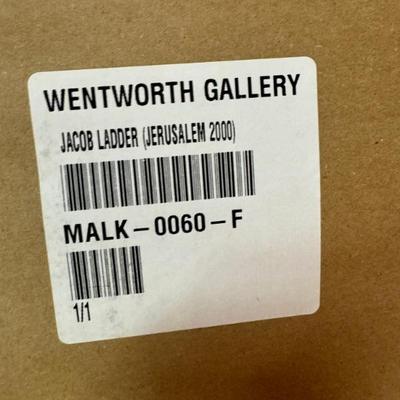 WENTWORTH GALLERY
JACOB LADDER (JERUSALEM 2000)
MALK-0060-F
1/1